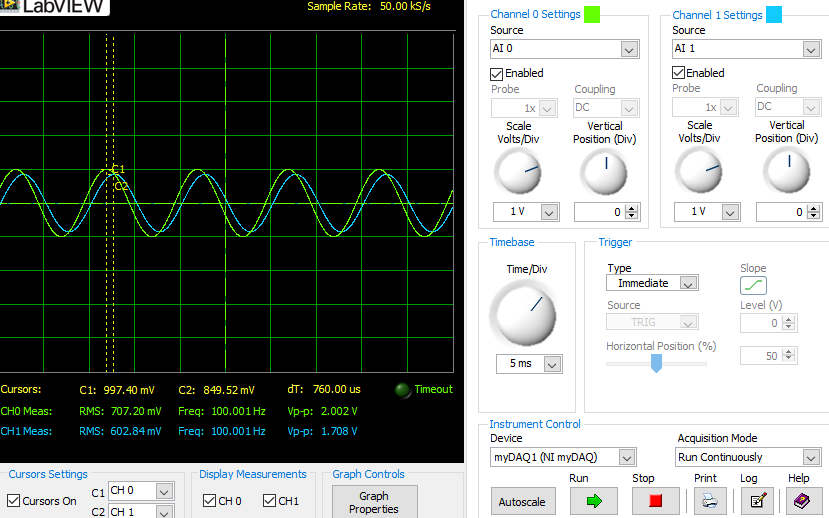 LabVIEW
Sample Rate: 50.00 kS/s
C1
C2
Cursors: C1: 997.40 mV C2: 849.52 mV dT: 760.00 us Timeout
CH0 Meas: RMS: 707.20 mV Freq: 100.001 Hz Vp-p: 2.002 V
CH1 Meas: RMS: 602.84 mV Freq: 100.001 Hz Vp-p: 1.708 V
Cursors Settings
Cursors On
C1 CH 0
C2 CH 1
Display Measurements
CH 0 CH1
Graph Controls
Graph
Properties
Channel 0 Settings
Source
AI 0
Enabled
Probe Coupling
1x DC
Scale Vertical
Volts/Div Position (Div)
1 V 0
Channel 1 Settings
Source
AI 1
Enabled
Probe Coupling
1x DC
Scale Vertical
Volts/Div Position (Div)
1 V 0
Timebase
Time/Div
5 ms
Trigger
Type Slope
Immediate
Source Level (V)
TRIG 0
Horizontal Position (%)
50
Instrument Control
Device Acquisition Mode
myDAQ1 (NI myDAQ) Run Continuously
Run Stop Print Log Help
Autoscale